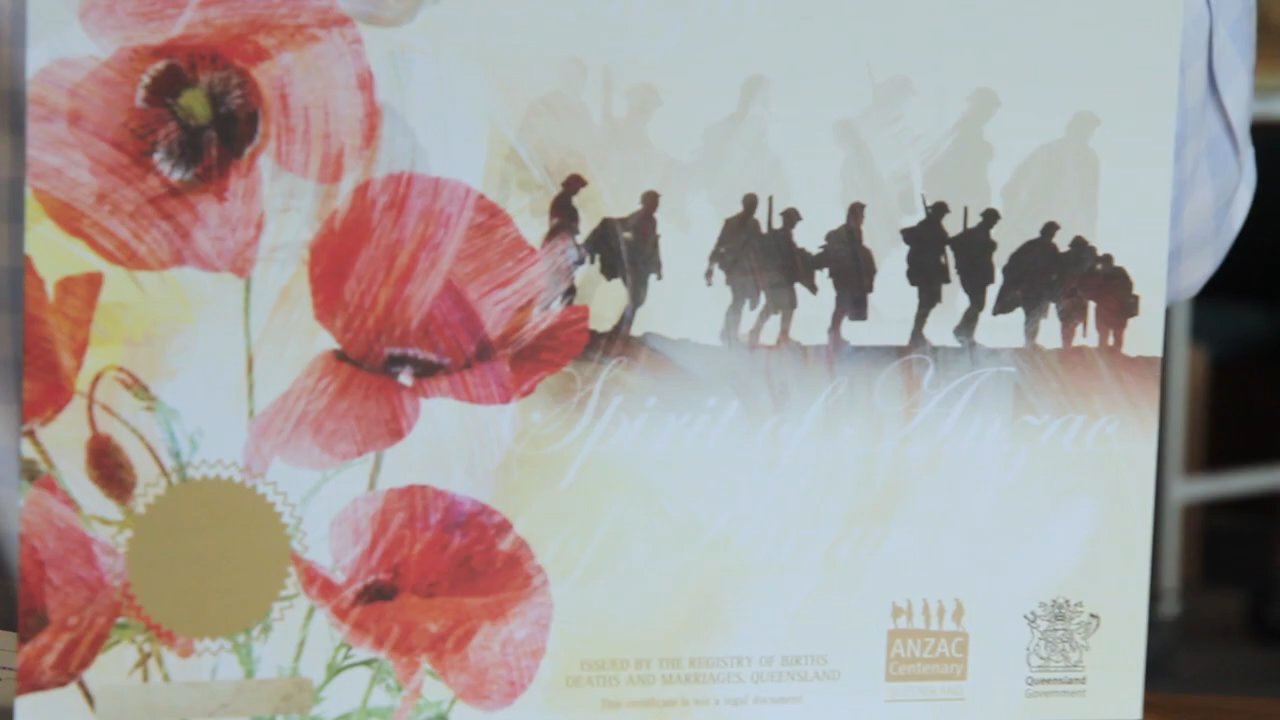 Spirit of Anzac
ISSUED BY THE REGISTRY OF BIRTHS
DEATHS AND MARRIAGES, QUEENSLAND
This certificate is not a legal document
ANZAC
Centenary
QUEENSLAND
Queensland
Government